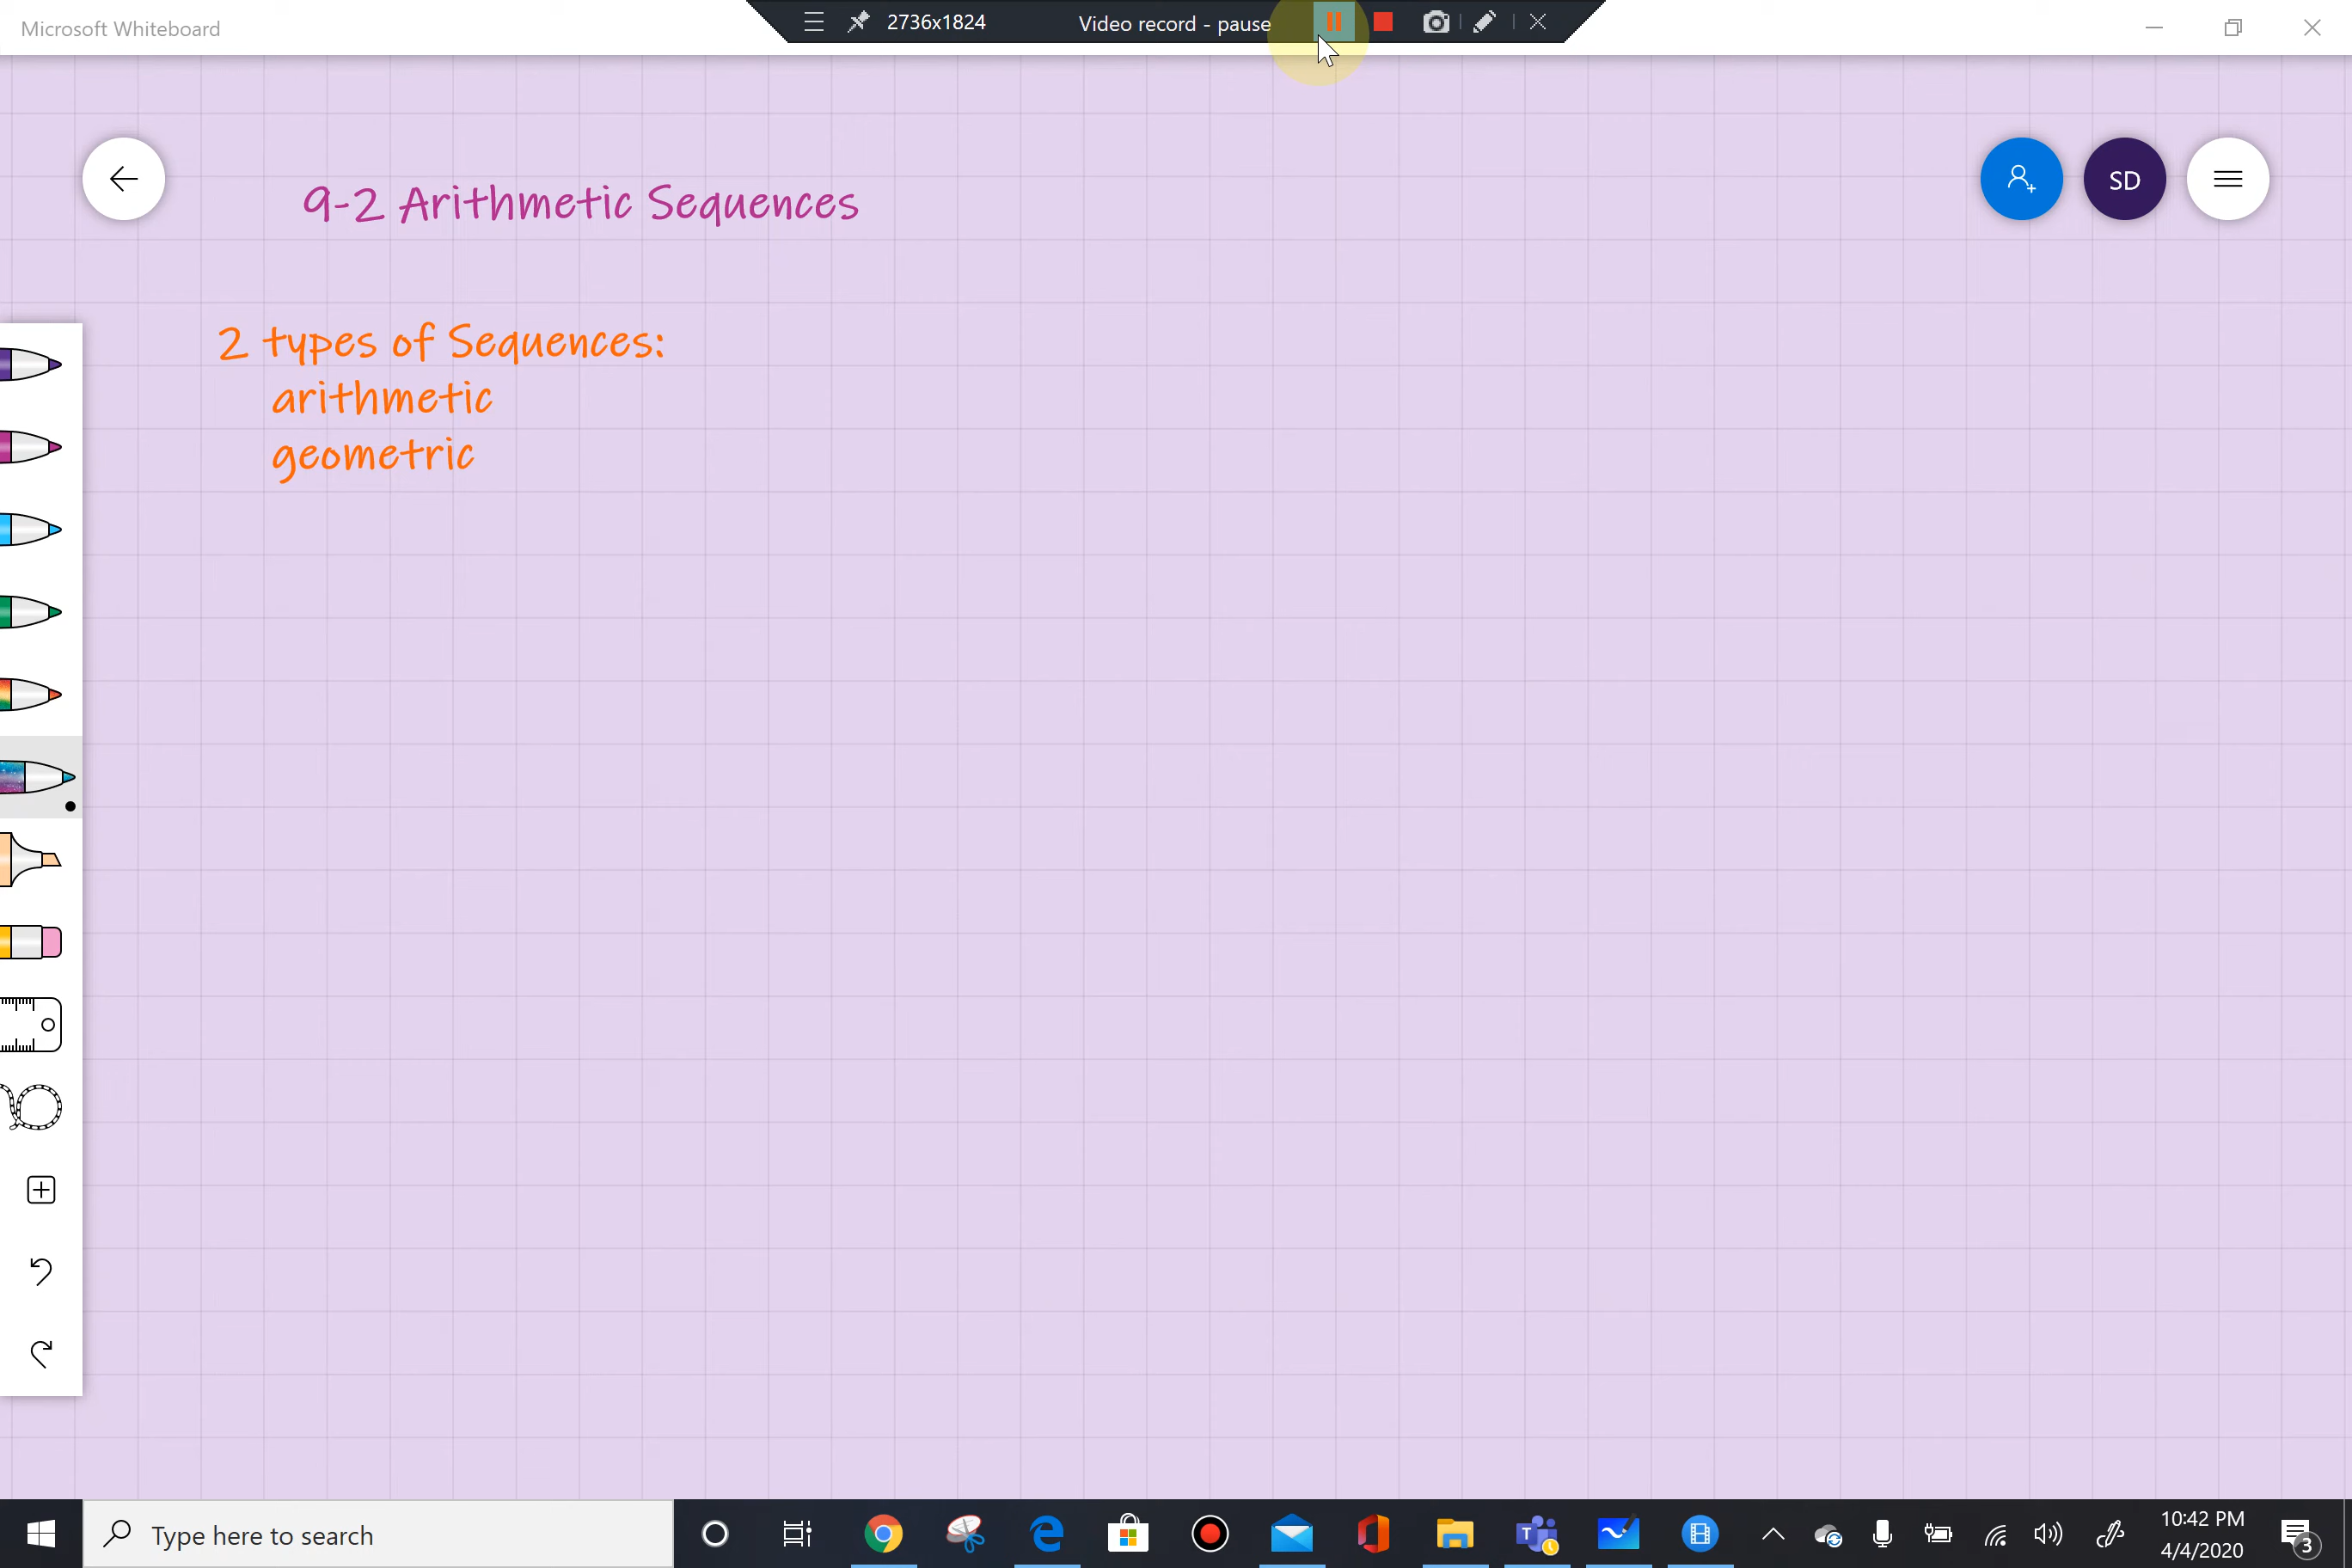 Microsoft Whiteboard
2736x1824
Video record - pause
SD
9-2 Arithmetic Sequences
2 types of Sequences:
arithmetic
geometric
Type here to search
10:42 PM
4/4/2020
3